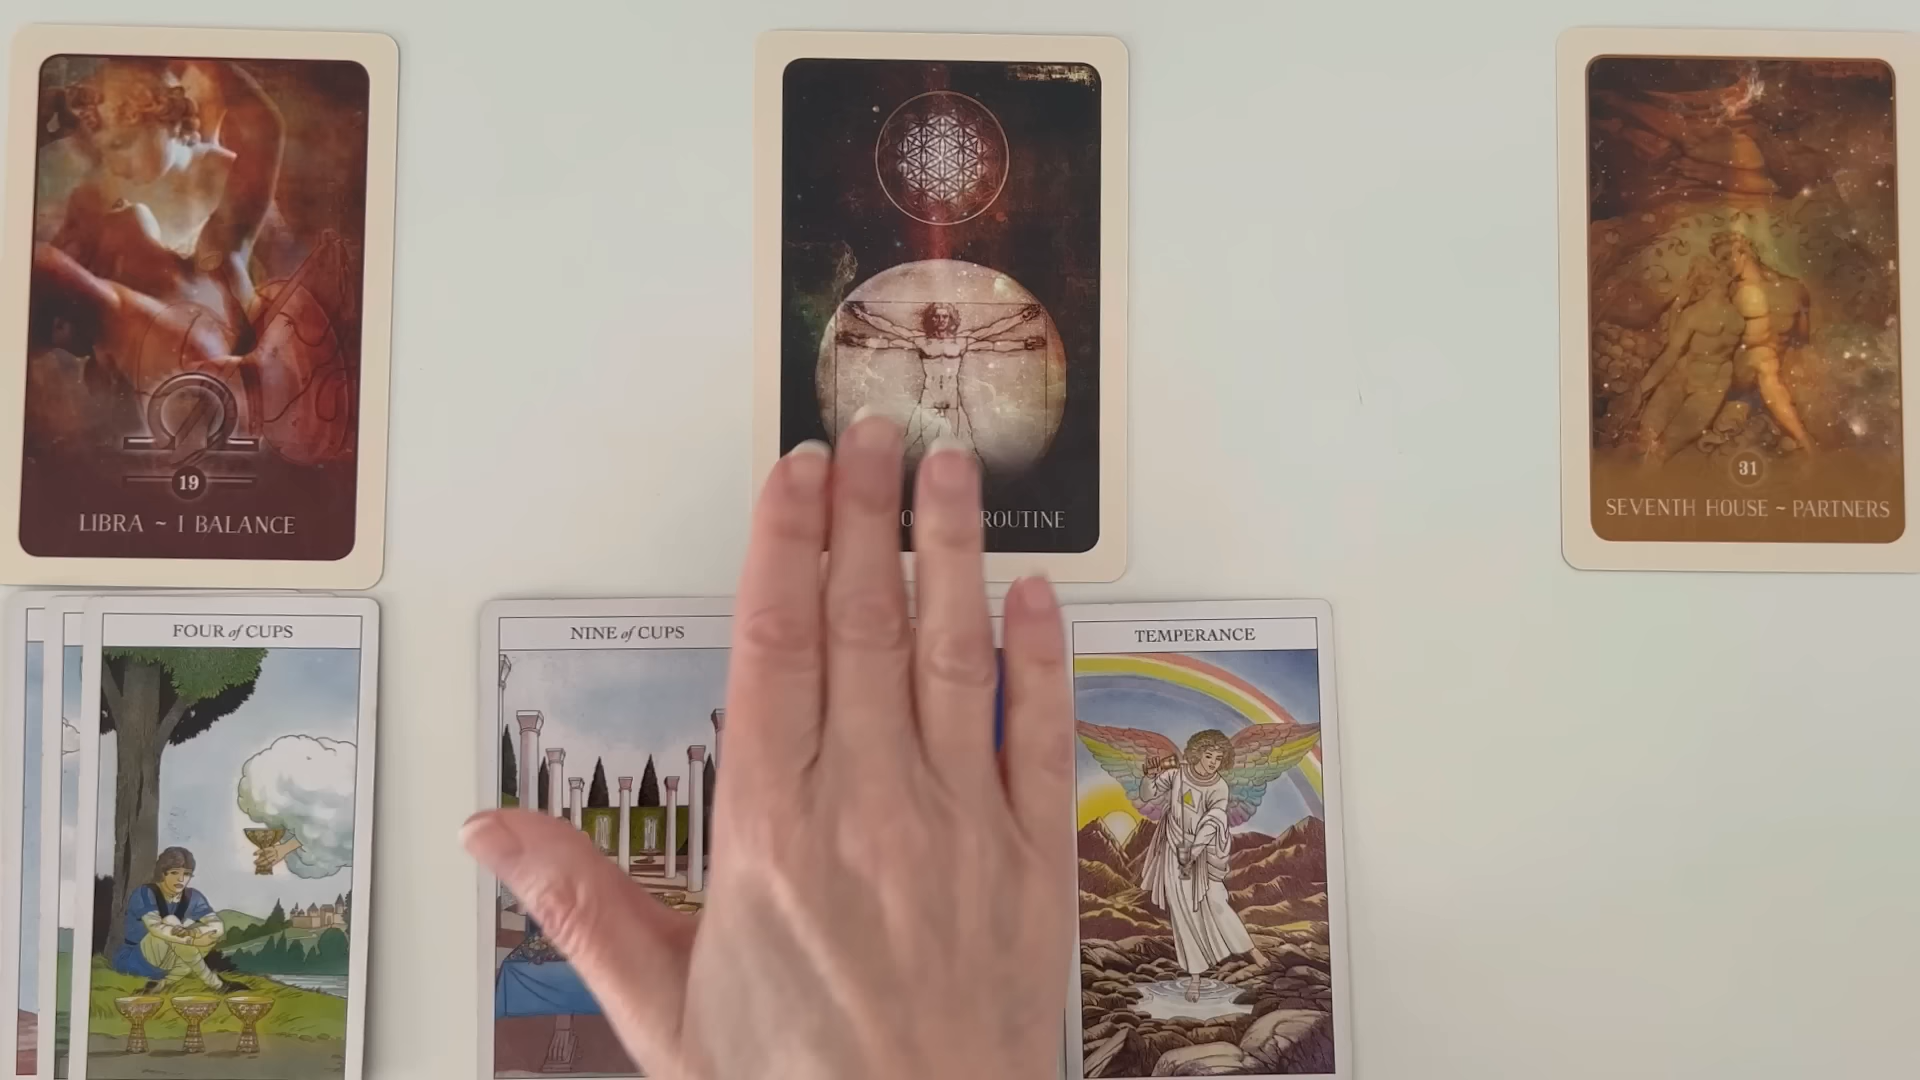 19
LIBRA ~ I BALANCE
ROUTINE
31
SEVENTH HOUSE ~ PARTNERS
FOUR of CUPS
NINE of CUPS
TEMPERANCE